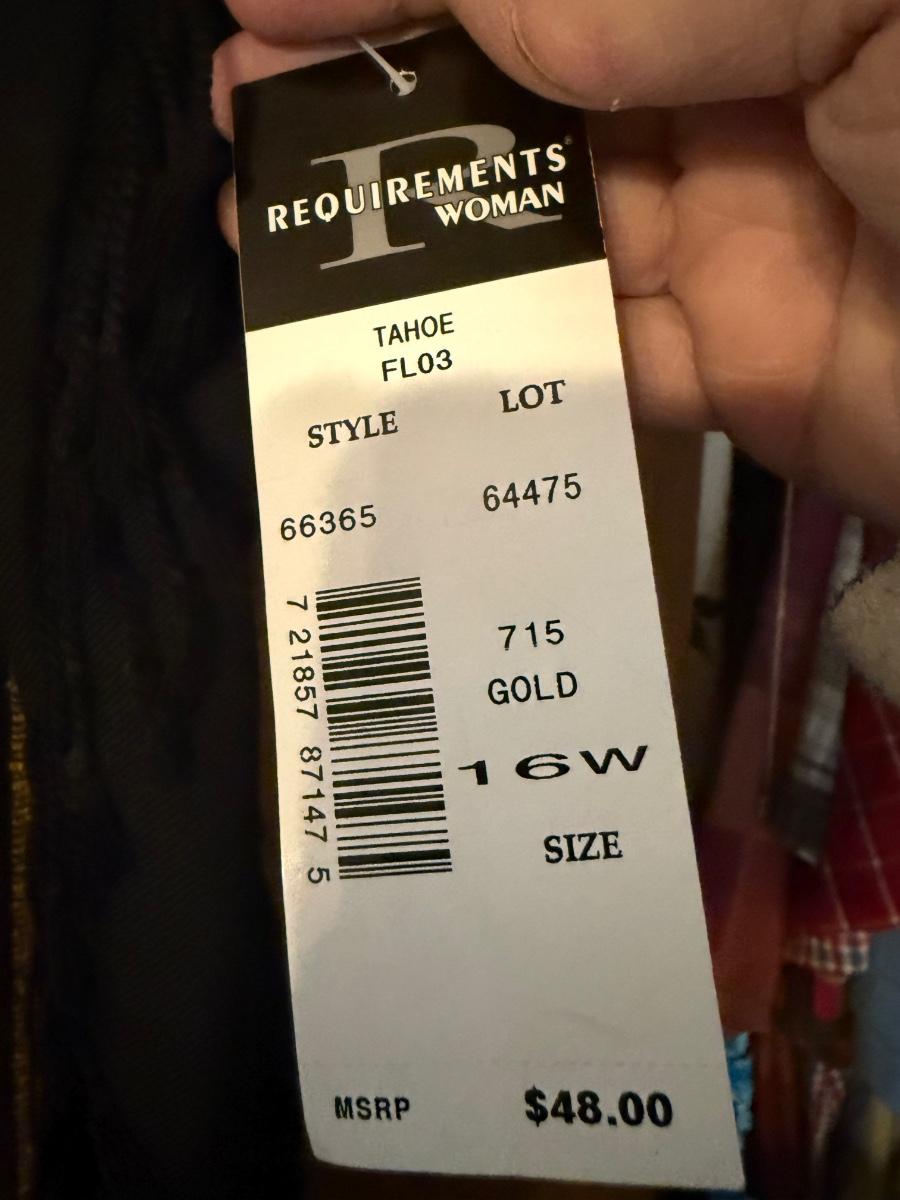 REQUIREMENTS®
WOMAN
TAHOE
FL03
STYLE LOT
66365 64475
7 21857 87147 5
715
GOLD
16W
SIZE
MSRP $48.00